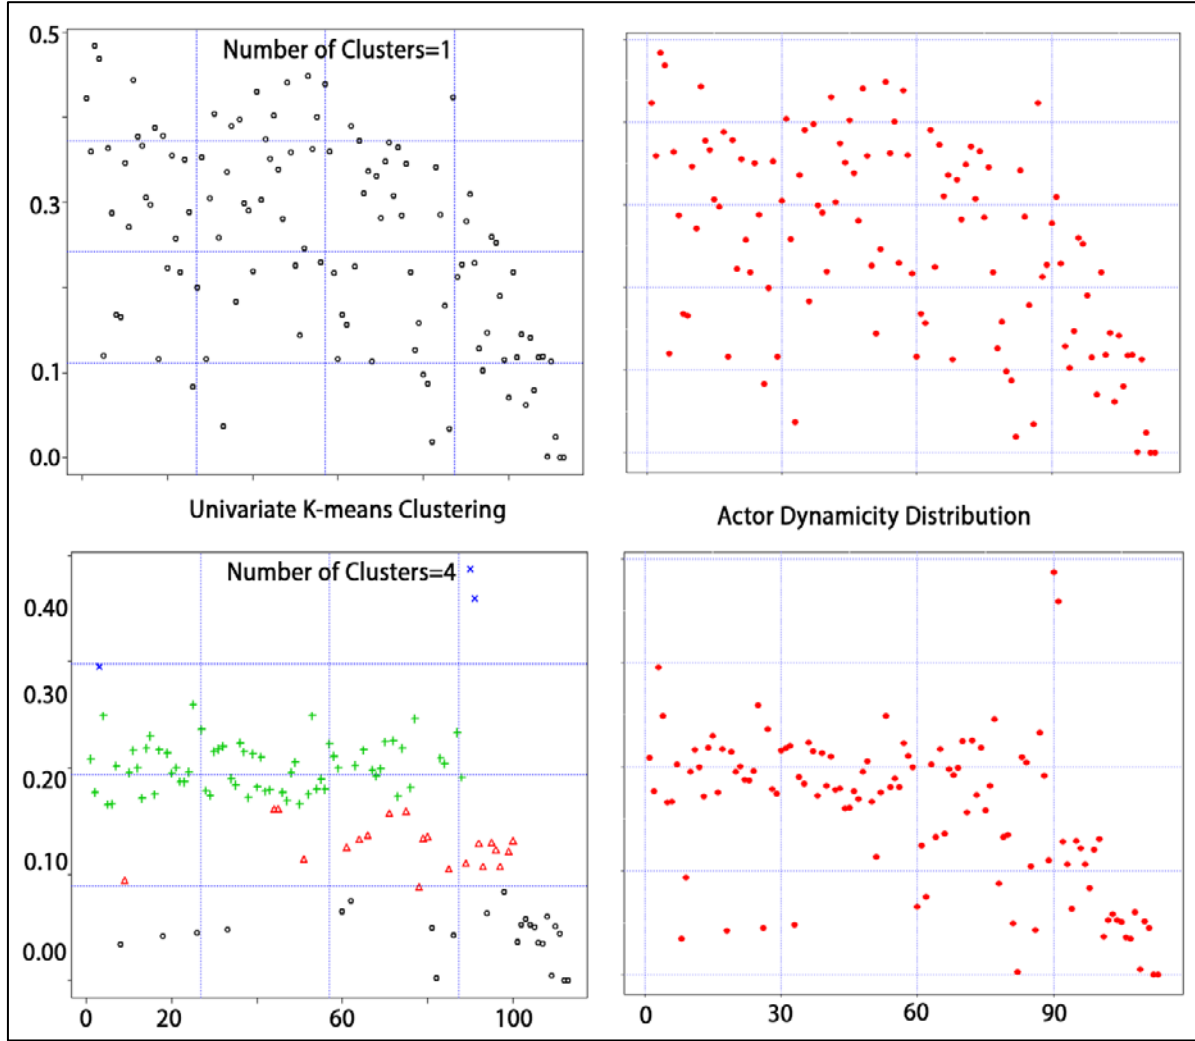 0.5
Number of Clusters=1
0.3
0.1
0.0
Univariate K-means Clustering
Actor Dynamicity Distribution
Number of Clusters=4
0.40
0.30
0.20
0.10
0.00
0 20 60 100
0 30 60 90